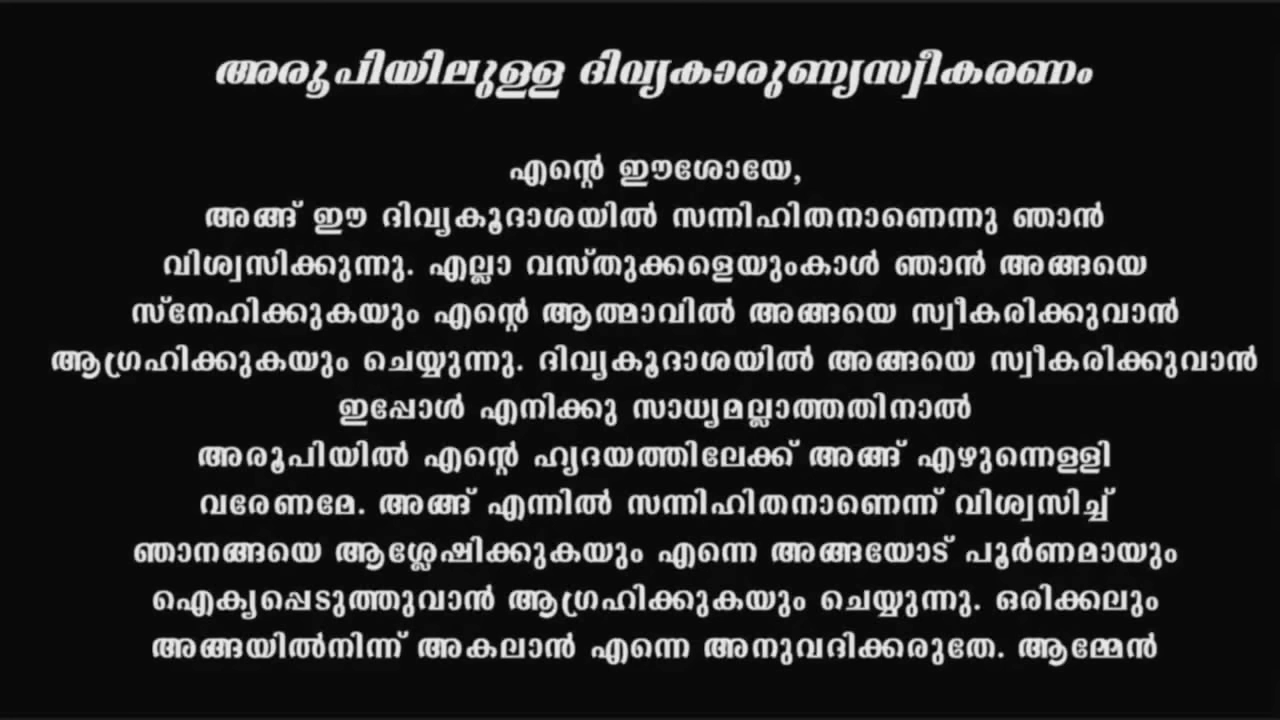 അരൂപിയിലുള്ള ദിവ്യകാരുണ്യസ്വീകരണം
എന്റെ ഈശോയേ,
അങ്ങ് ഈ ദിവ്യകൂദാശയിൽ സന്നിഹിതനാണെന്നു ഞാൻ
വിശ്വസിക്കുന്നു. എല്ലാ വസ്തുക്കളെയുംകാൾ ഞാൻ അങ്ങയെ
സ്നേഹിക്കുകയും എന്റെ ആത്മാവിൽ അങ്ങയെ സ്വീകരിക്കുവാൻ
ആഗ്രഹിക്കുകയും ചെയ്യുന്നു. ദിവ്യകൂദാശയിൽ അങ്ങയെ സ്വീകരിക്കുവാൻ
ഇപ്പോൾ എനിക്കു സാധ്യമല്ലാത്തതിനാൽ
അരൂപിയിൽ എന്റെ ഹൃദയത്തിലേക്ക് അങ്ങ് എഴുന്നെള്ളി
വരേണമേ. അങ്ങ് എന്നിൽ സന്നിഹിതനാണെന്ന് വിശ്വസിച്ച്
ഞാനങ്ങയെ ആശ്ലേഷിക്കുകയും എന്നെ അങ്ങയോട് പൂർണമായും
ഐക്യപ്പെടുത്തുവാൻ ആഗ്രഹിക്കുകയും ചെയ്യുന്നു. ഒരിക്കലും
അങ്ങയിൽനിന്ന് അകലാൻ എന്നെ അനുവദിക്കരുതേ. ആമ്മേൻ